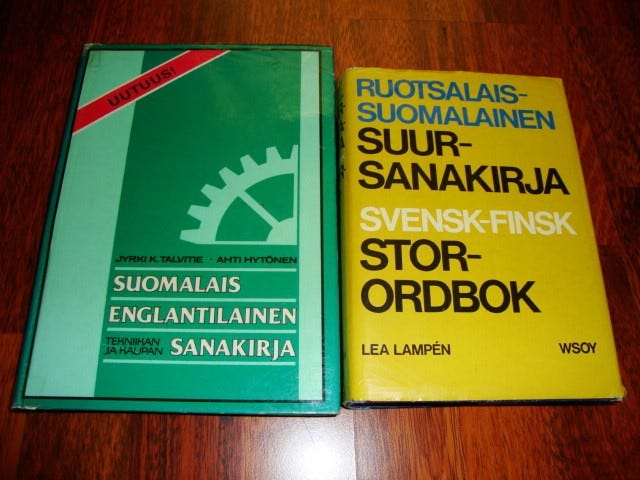 UUTUUS!
JYRKI K. TALVITIE · AHTI HYTÖNEN
SUOMALAIS
ENGLANTILAINEN
TEKNIIKAN
JA KAUPAN
SANAKIRJA
RUOTSALAIS-
SUOMALAINEN
SUUR-
SANAKIRJA
SVENSK-FINSK
STOR-
ORDBOK
LEA LAMPÉN WSOY